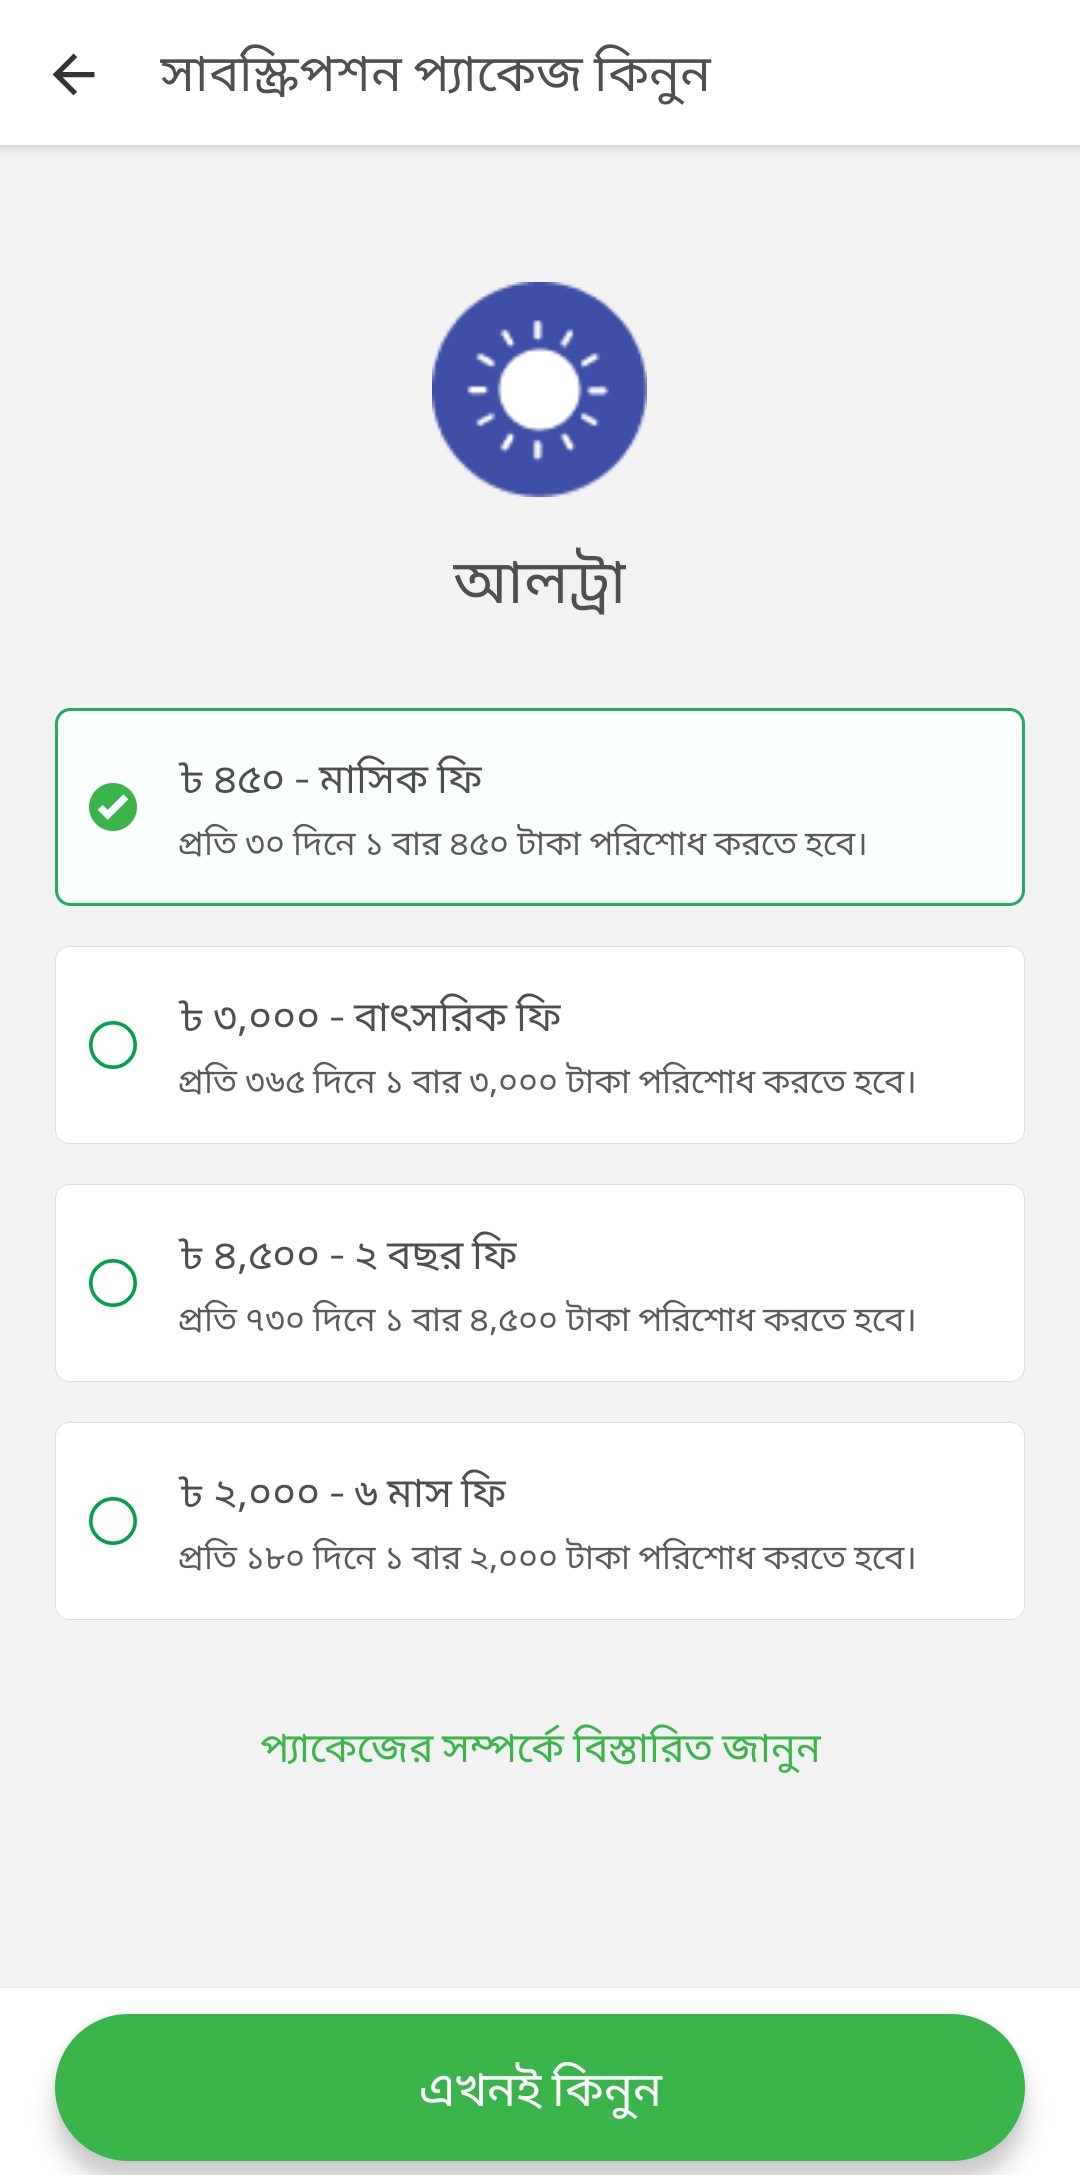 সাবস্ক্রিপশন প্যাকেজ কিনুন
আলট্রা
৳ ৪৫০ - মাসিক ফি
প্রতি ৩০ দিনে ১ বার ৪৫০ টাকা পরিশোধ করতে হবে।
৳ ৩,০০০ - বাৎসরিক ফি
প্রতি ৩৬৫ দিনে ১ বার ৩,০০০ টাকা পরিশোধ করতে হবে।
৳ ৪,৫০০ - ২ বছর ফি
প্রতি ৭৩০ দিনে ১ বার ৪,৫০০ টাকা পরিশোধ করতে হবে।
৳ ২,০০০ - ৬ মাস ফি
প্রতি ১৮০ দিনে ১ বার ২,০০০ টাকা পরিশোধ করতে হবে।
প্যাকেজের সম্পর্কে বিস্তারিত জানুন
এখনই কিনুন